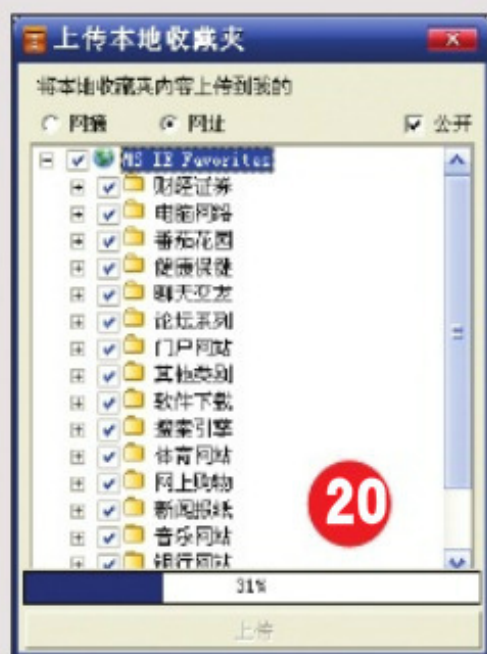 上传本地收藏夹
将本地收藏夹内容上传到我的
网摘 网址 公开
MS IE Favorites
财经证券
电脑网络
番茄花园
健康保健
聊天交友
论坛系列
门户网站
其他类别
软件下载
搜索引擎
体育网站
网上购物
新闻报纸
音乐网站
银行网站
20
31%
上传